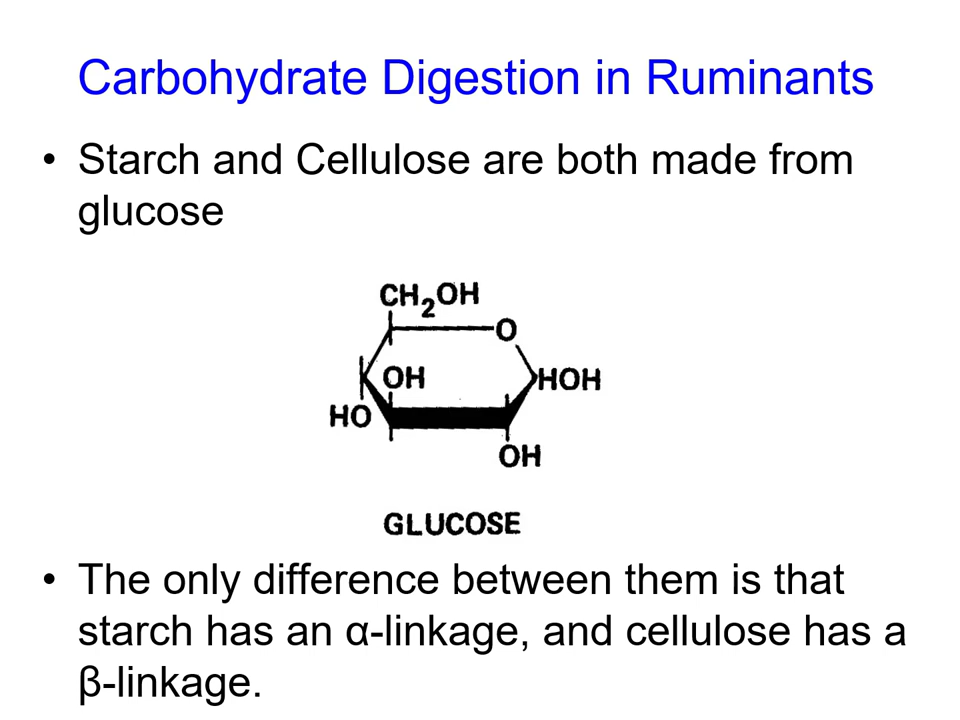 Carbohydrate Digestion in Ruminants
• Starch and Cellulose are both made from
glucose
CH₂OH
O
OH
HOH
HO
OH
GLUCOSE
• The only difference between them is that
starch has an α-linkage, and cellulose has a
β-linkage.